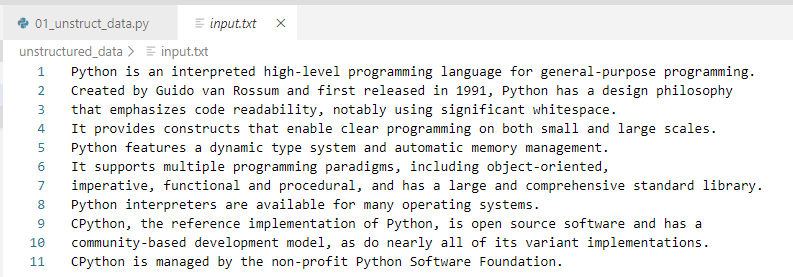 01_unstruct_data.py input.txt ×
unstructured_data > input.txt
1 Python is an interpreted high-level programming language for general-purpose programming.
2 Created by Guido van Rossum and first released in 1991, Python has a design philosophy
3 that emphasizes code readability, notably using significant whitespace.
4 It provides constructs that enable clear programming on both small and large scales.
5 Python features a dynamic type system and automatic memory management.
6 It supports multiple programming paradigms, including object-oriented,
7 imperative, functional and procedural, and has a large and comprehensive standard library.
8 Python interpreters are available for many operating systems.
9 CPython, the reference implementation of Python, is open source software and has a
10 community-based development model, as do nearly all of its variant implementations.
11 CPython is managed by the non-profit Python Software Foundation.